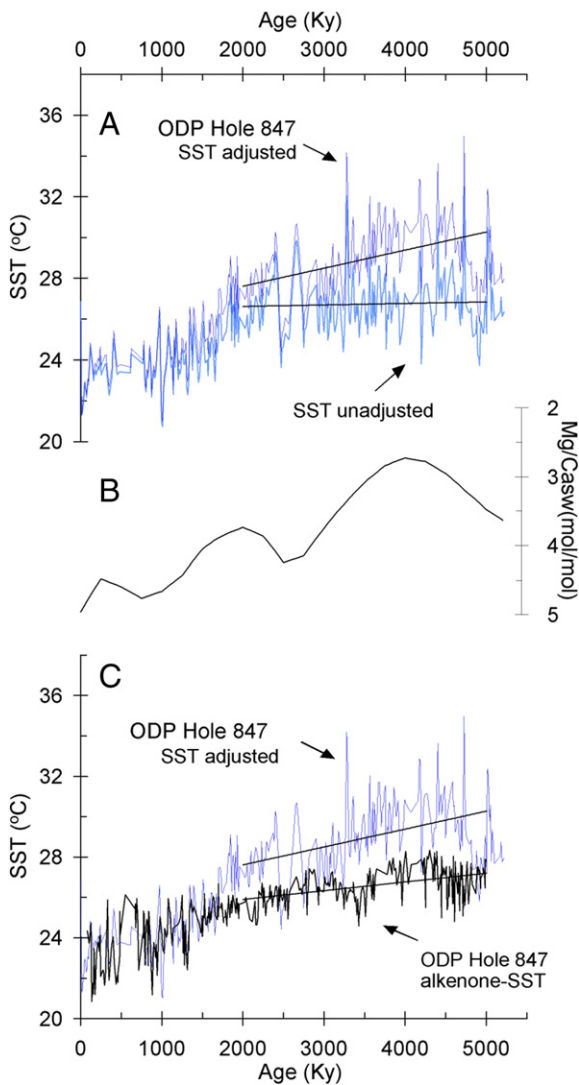 Age (Ky)
0 1000 2000 3000 4000 5000
A
ODP Hole 847
SST adjusted
36
32
28
24
20
SST (ºC)
SST unadjusted
B
2
3
4
5
Mg/Casw(mol/mol)
C
ODP Hole 847
SST adjusted
36
32
28
24
20
SST (ºC)
ODP Hole 847
alkenone-SST
0 1000 2000 3000 4000 5000
Age (Ky)